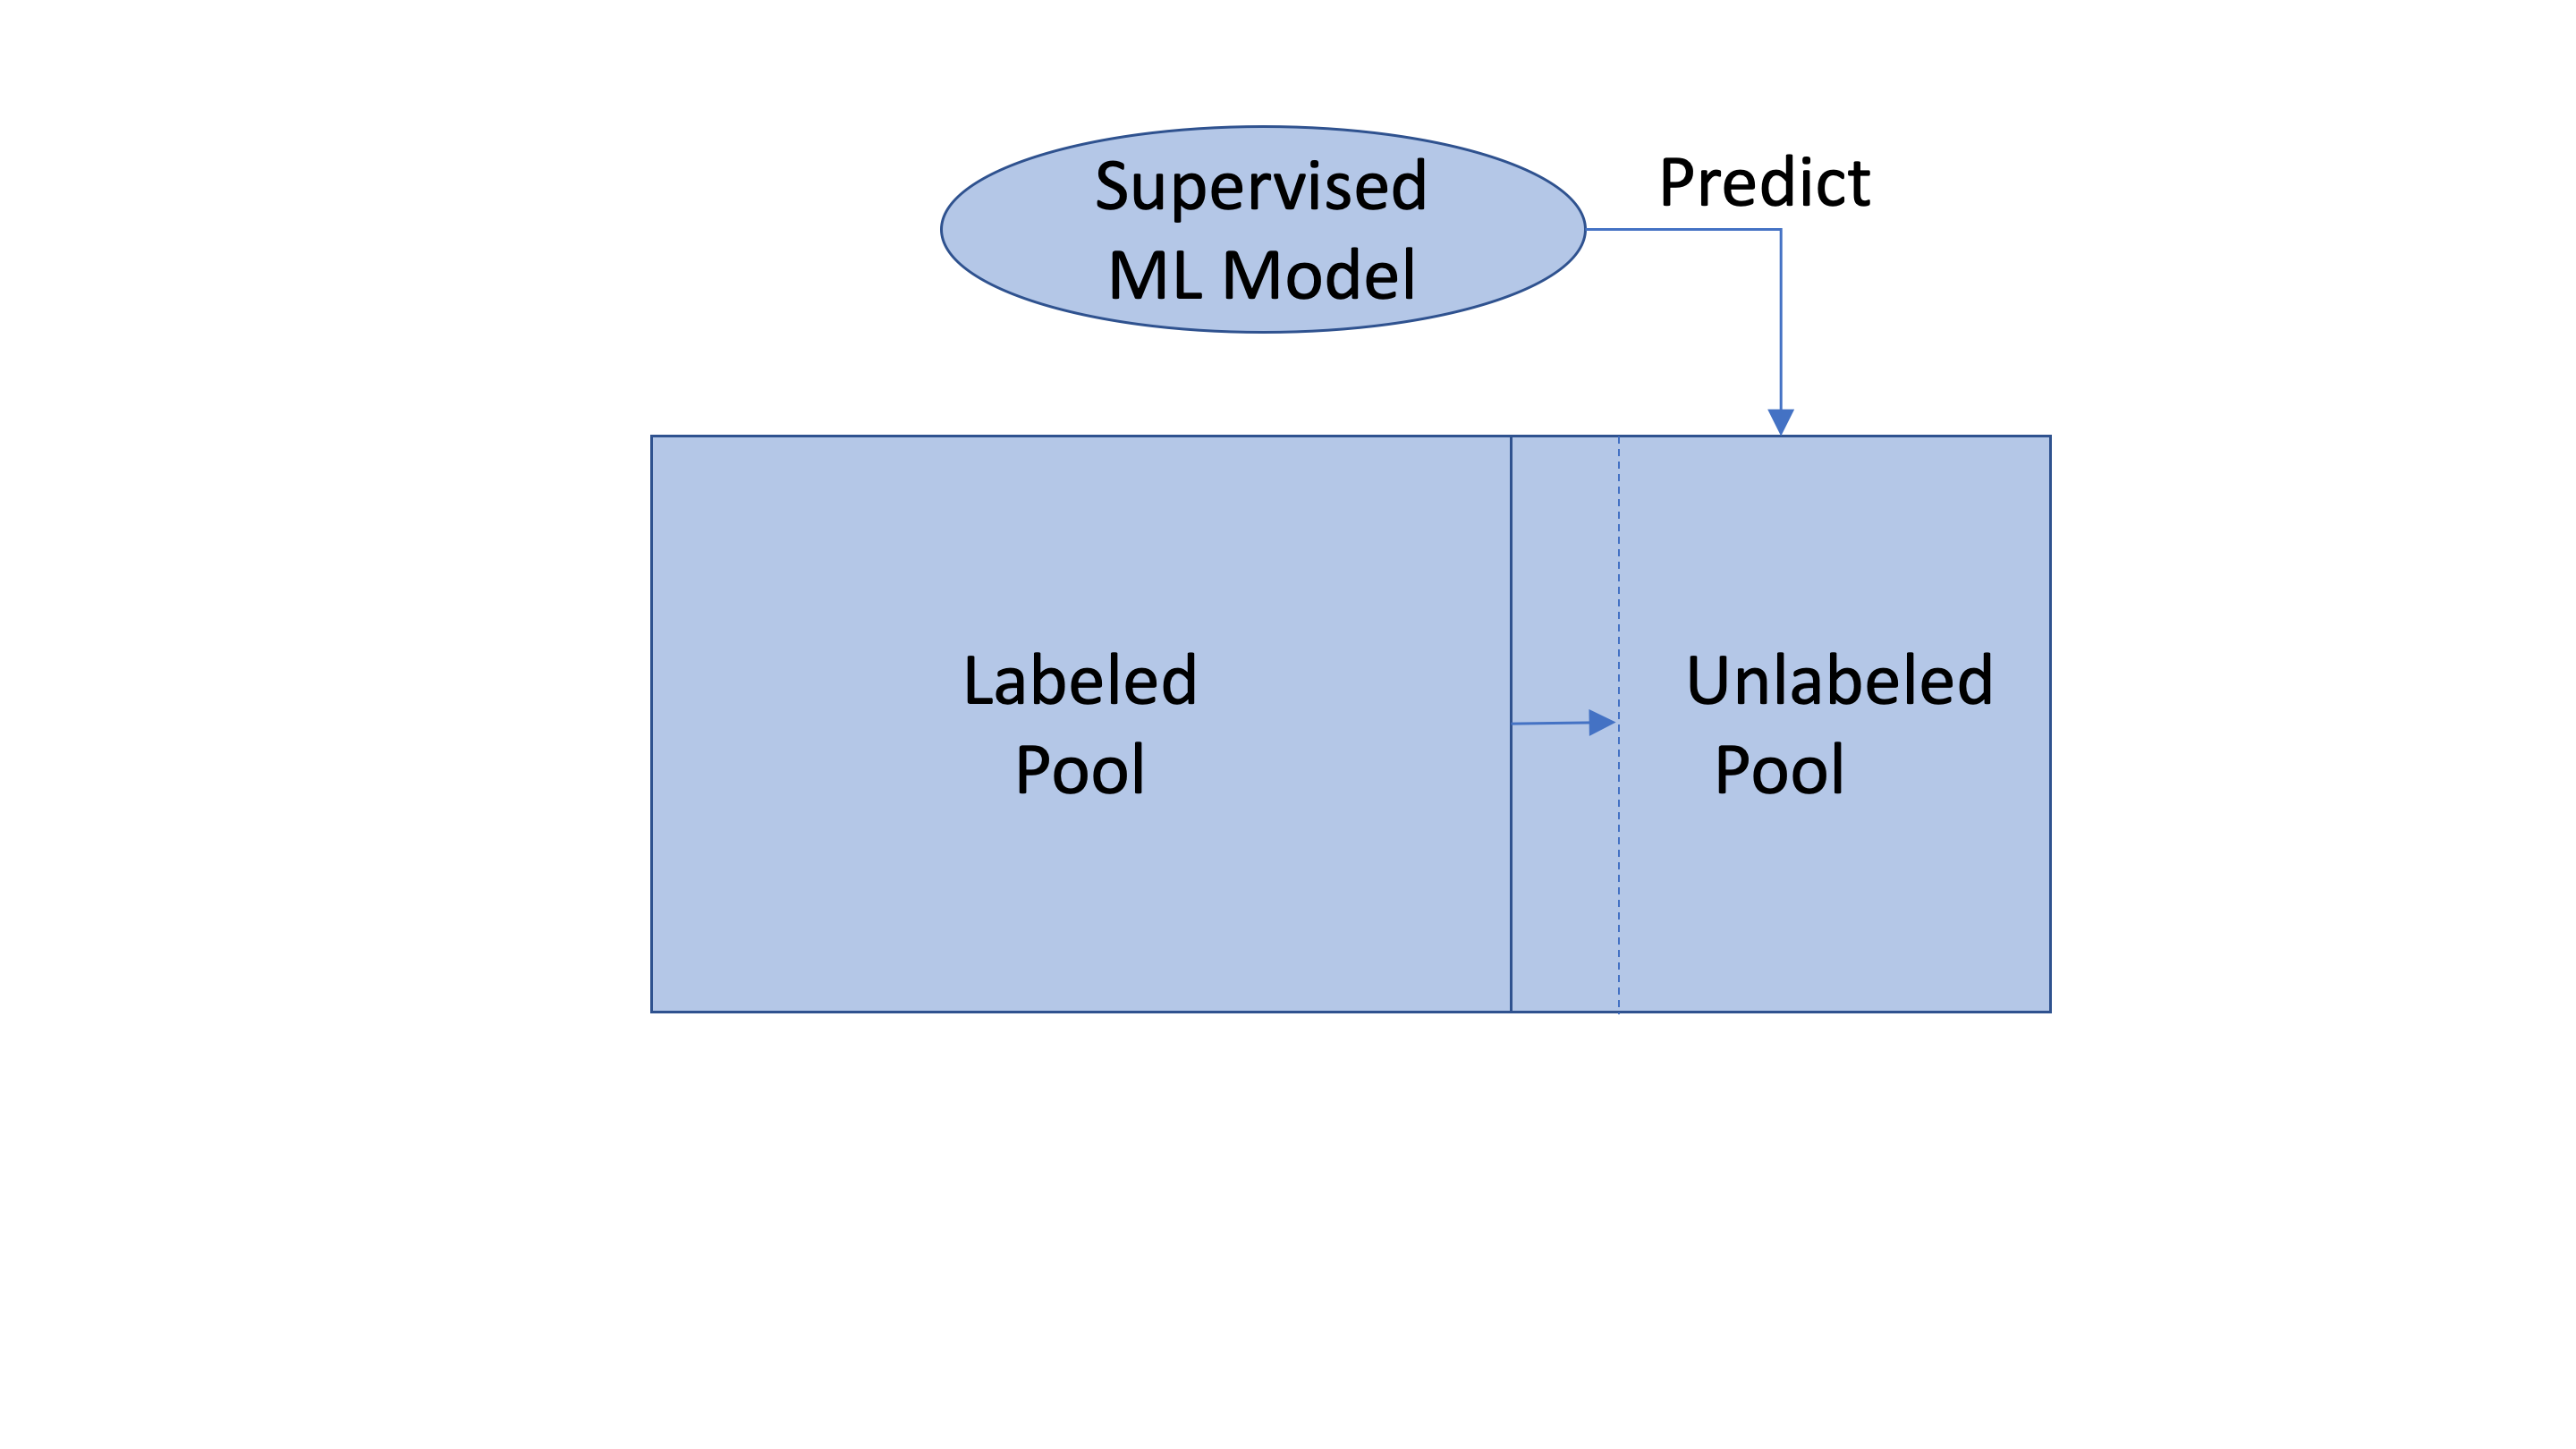 Supervised
ML Model
Predict
Labeled
Pool
Unlabeled
Pool